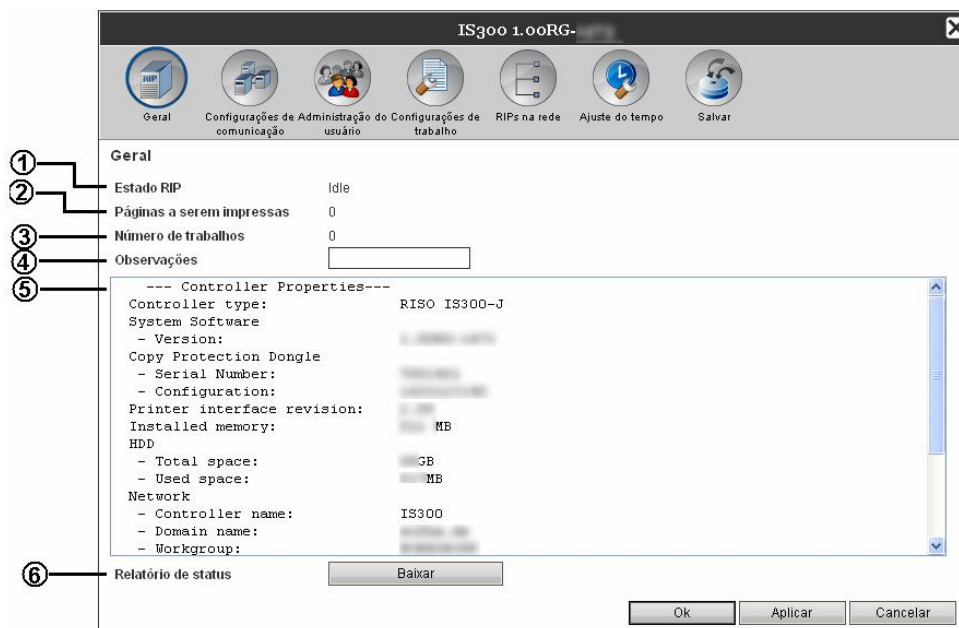 IS300 1.00RG-
Geral
Configurações de comunicação
Administração do usuário
Configurações de trabalho
RIPs na rede
Ajuste do tempo
Salvar
RIP
Geral
① Estado RIP Idle
② Páginas a serem impressas 0
③ Número de trabalhos 0
④ Observações
⑤ --- Controller Properties---
Controller type: RISO IS300-J
System Software
- Version:
Copy Protection Dongle
- Serial Number:
- Configuration:
Printer interface revision:
Installed memory: MB
HDD
- Total space: GB
- Used space: MB
Network
- Controller name: IS300
- Domain name:
- Workgroup:
⑥ Relatório de status Baixar
Ok Aplicar Cancelar